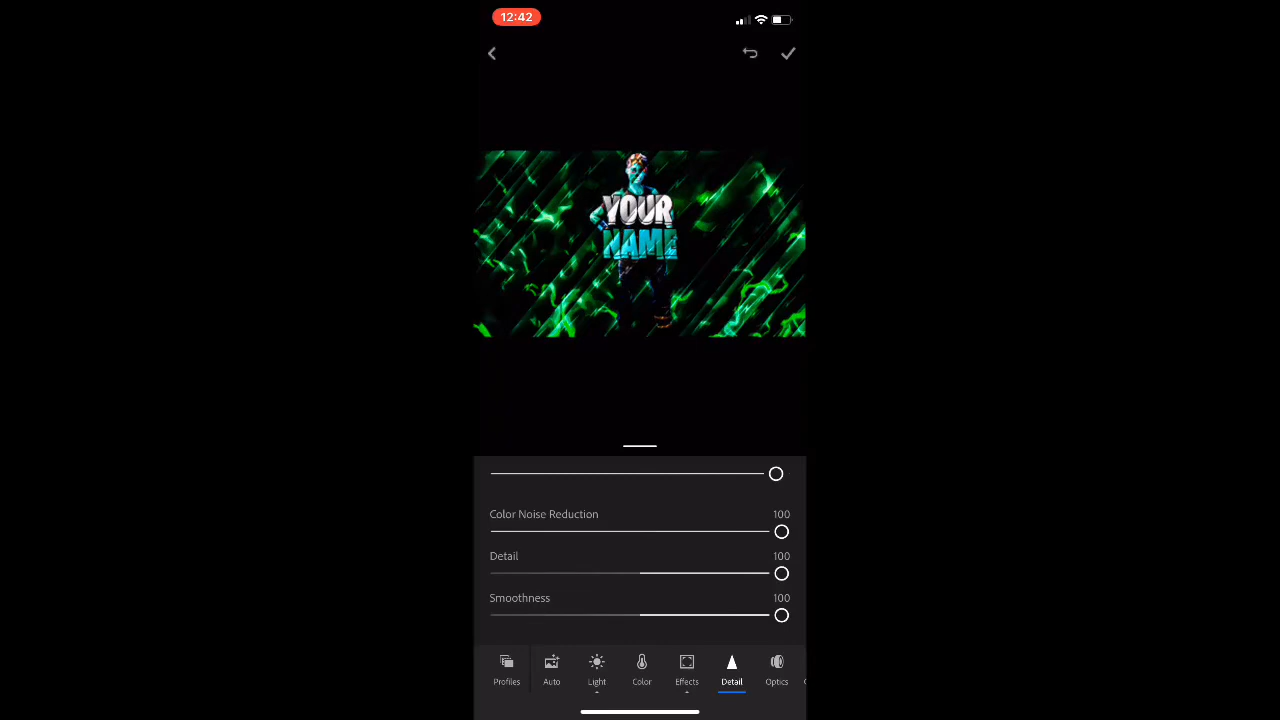 12:42
YOUR
NAME
Color Noise Reduction 100
Detail 100
Smoothness 100
Profiles Auto Light Color Effects Detail Optics